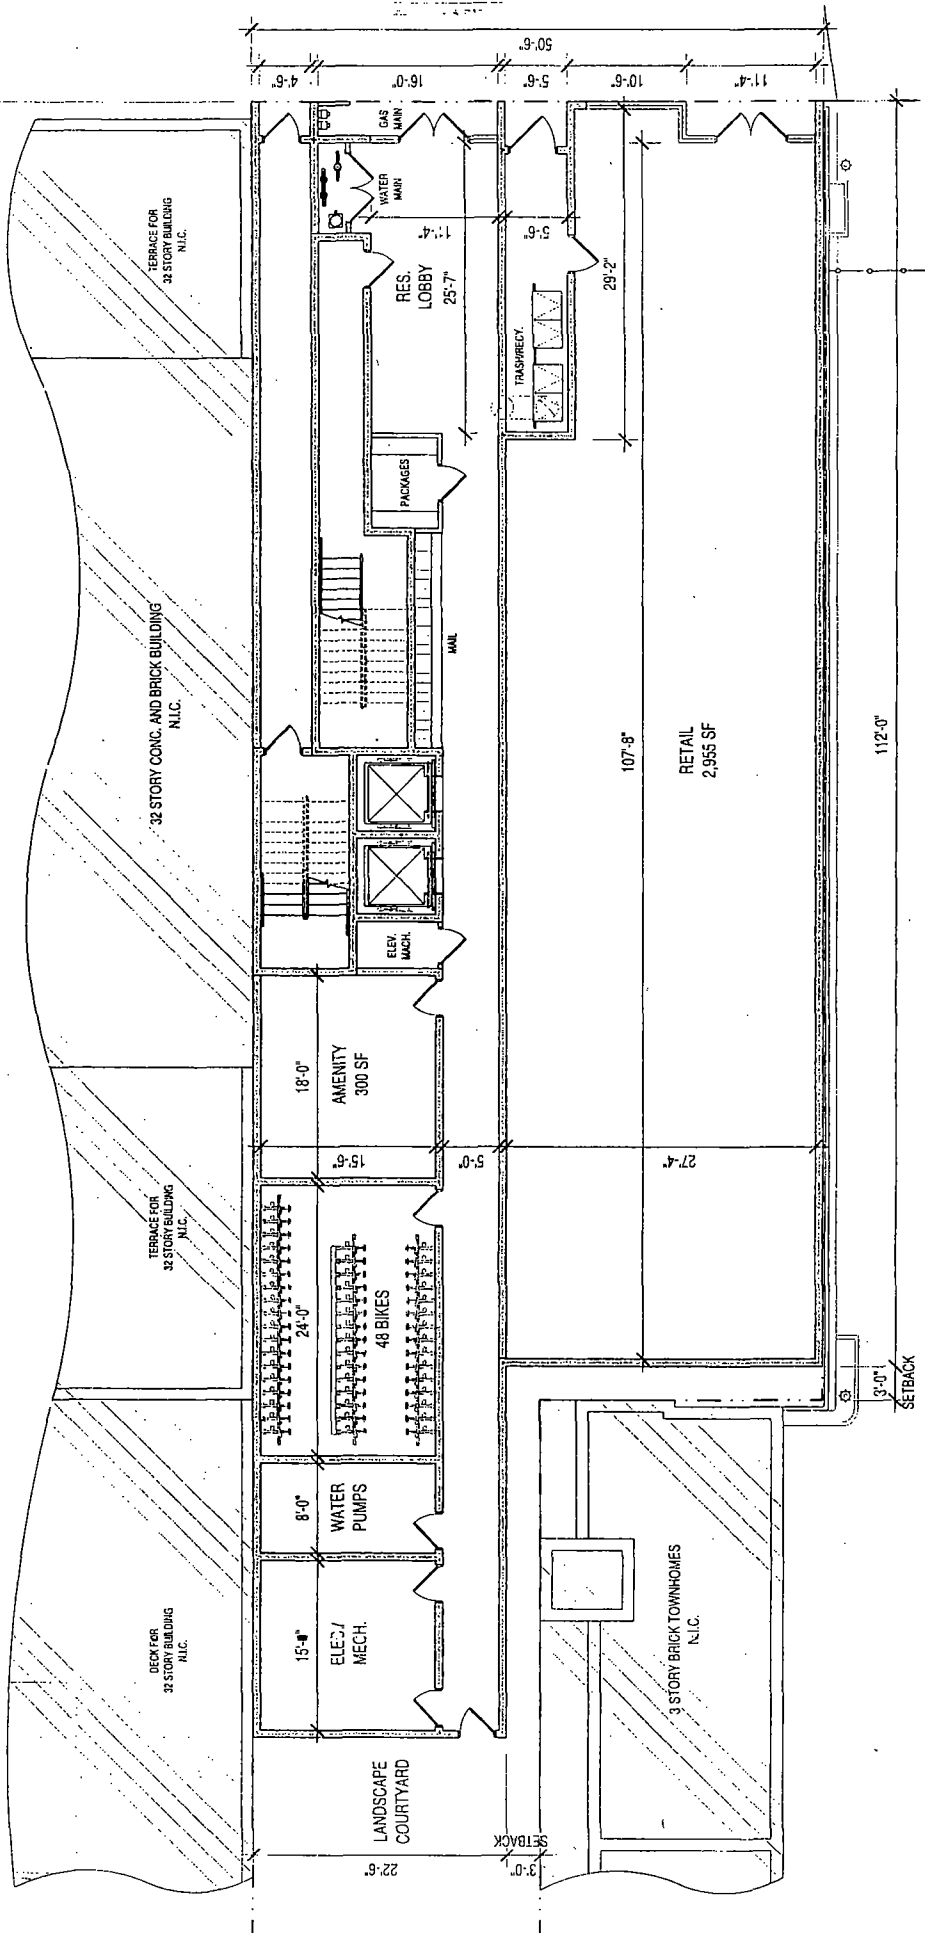 50'-6"
4'-6"
16'-0"
5'-6"
10'-6"
11'-4"
GAS
MAIN
WATER
MAIN
TERRACE FOR
32 STORY BUILDING
N.I.C.
11'-4"
5'-6"
RES.
LOBBY
25'-7"
29'-2"
TRASH/RECY.
PACKAGES
32 STORY CONC. AND BRICK BUILDING
N.I.C.
MAIL
107'-8"
RETAIL
2,955 SF
112'-0"
ELEV.
MACH.
18'-0"
AMENITY
300 SF
15'-6"
5'-0"
27'-4"
TERRACE FOR
32 STORY BUILDING
N.I.C.
24'-0"
48 BIKES
3'-0"
SETBACK
8'-0"
WATER
PUMPS
DECK FOR
32 STORY BUILDING
N.I.C.
ELEC./
MECH.
3 STORY BRICK TOWNHOMES
N.I.C.
LANDSCAPE
COURTYARD
22'-6"
3'-0"
SETBACK